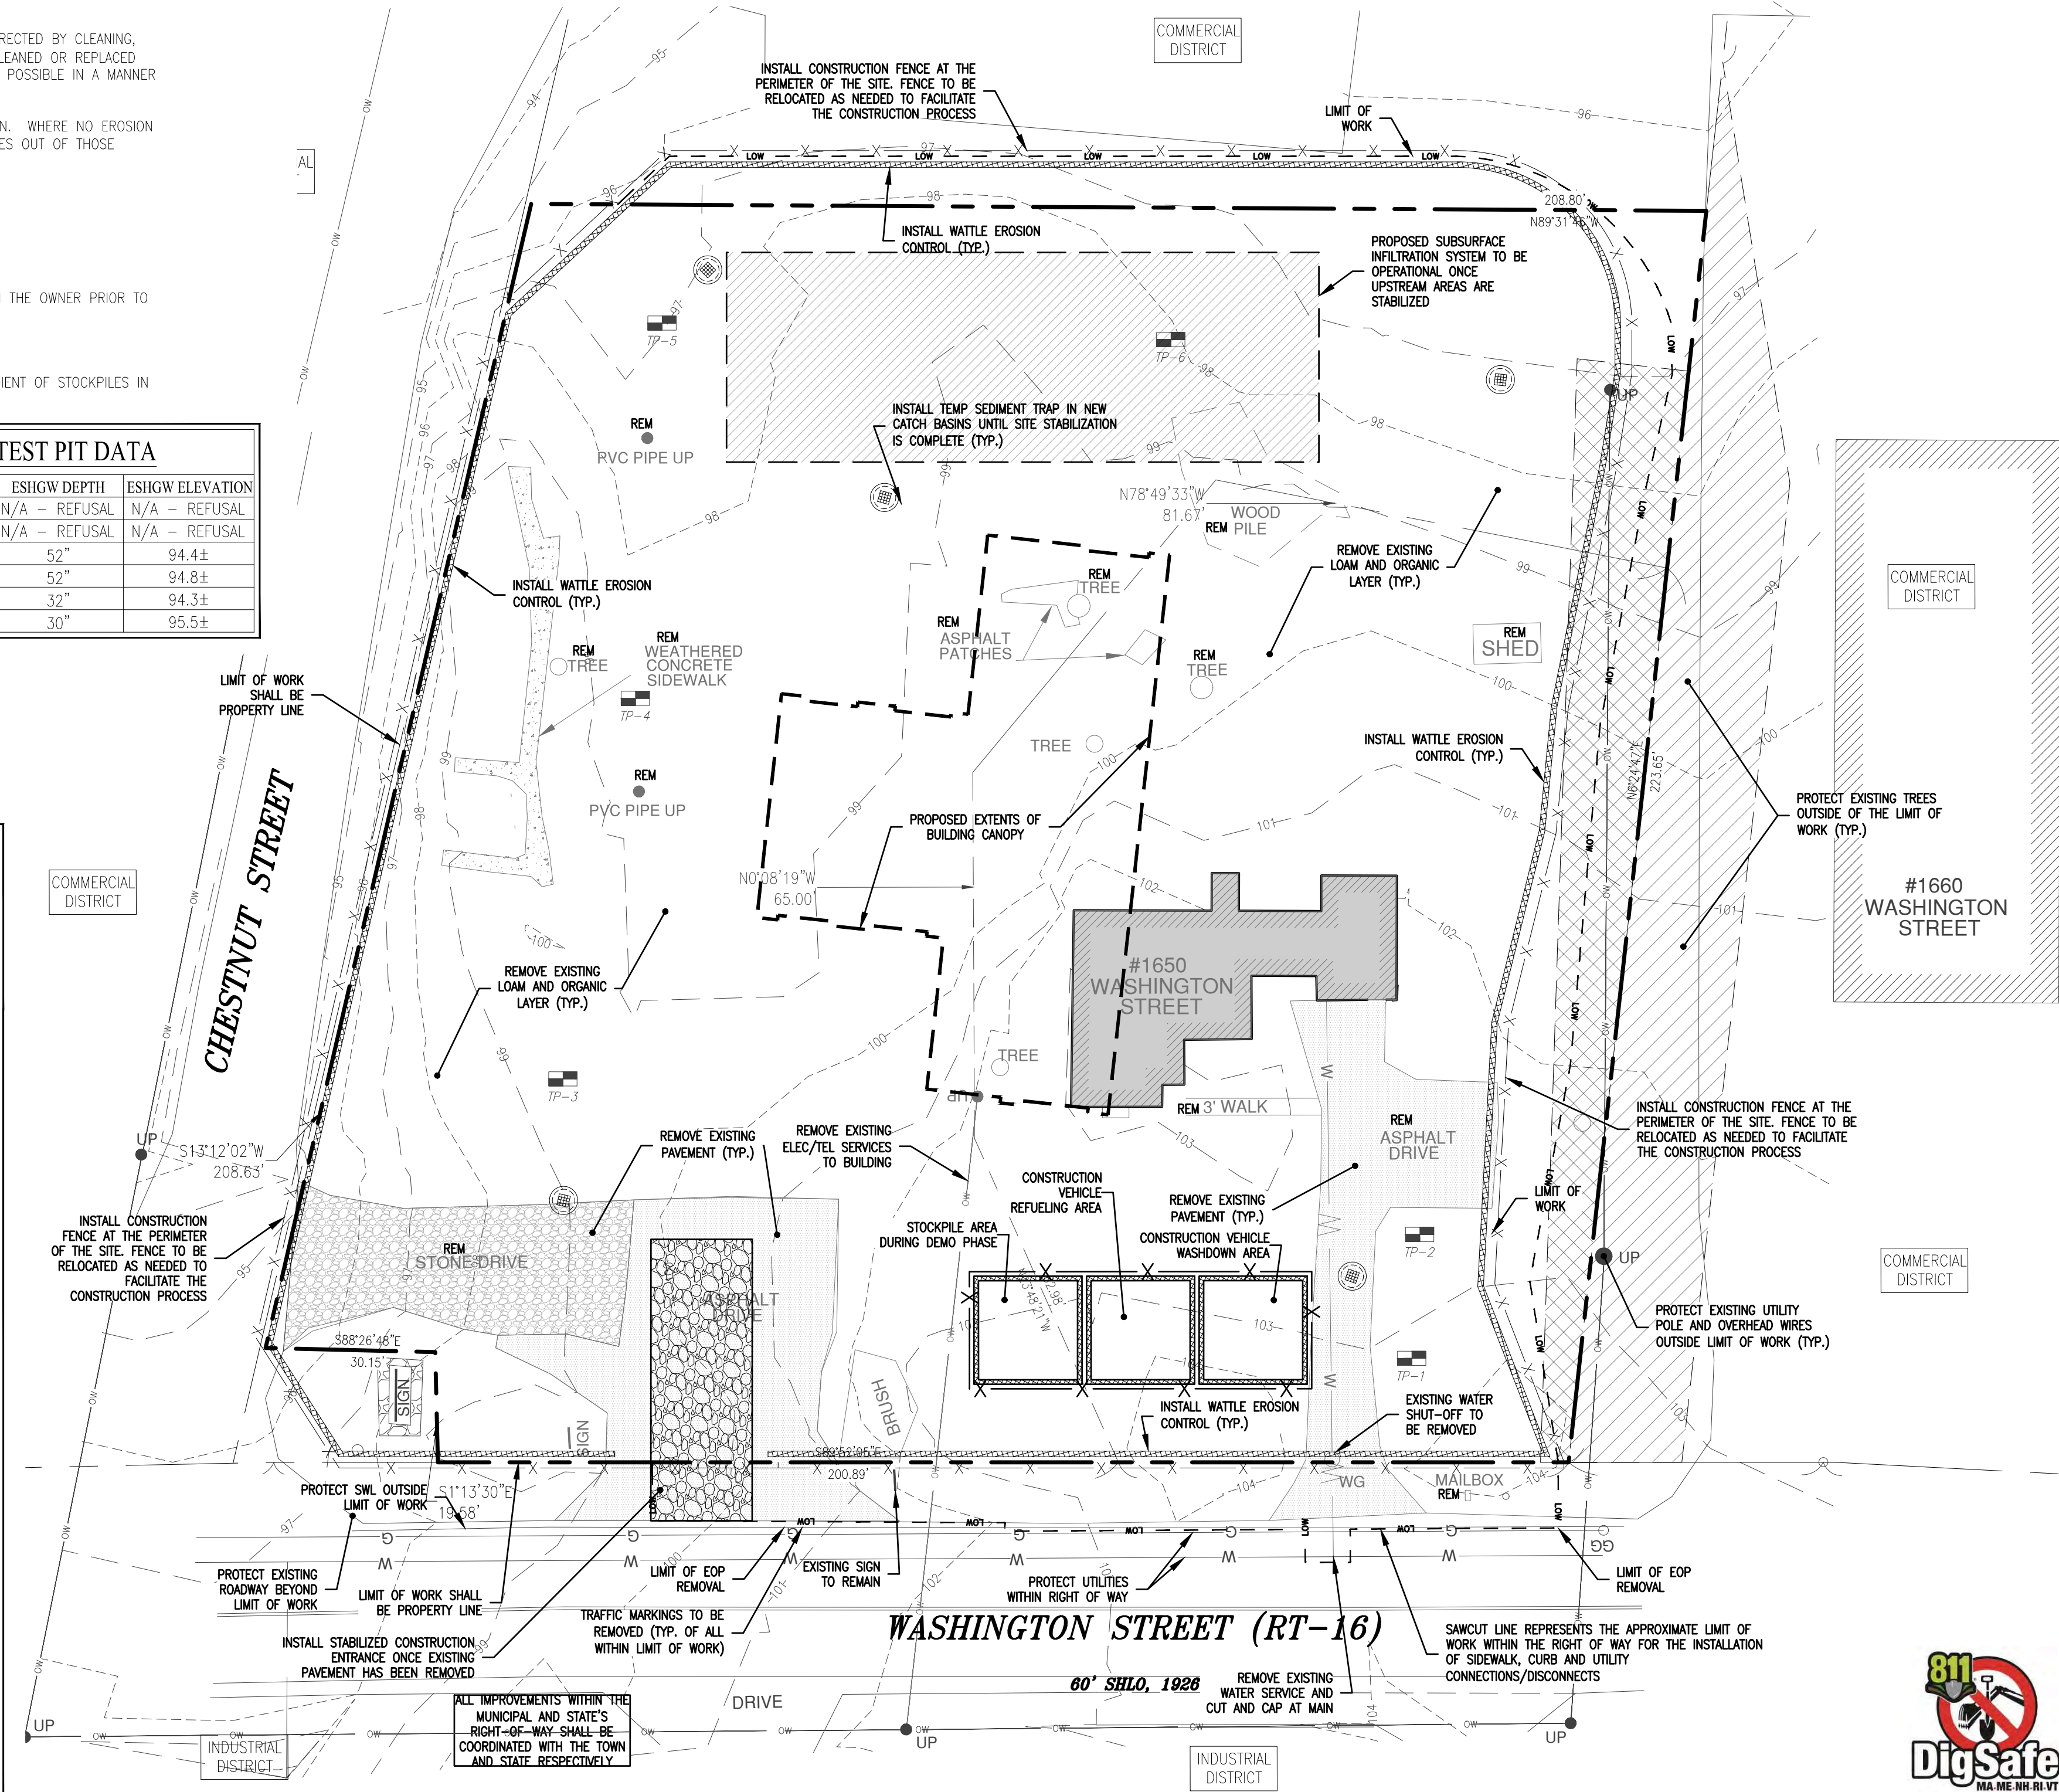 RECTED BY CLEANING,
LEANED OR REPLACED
POSSIBLE IN A MANNER
N. WHERE NO EROSION
ES OUT OF THOSE
THE OWNER PRIOR TO
IENT OF STOCKPILES IN
TEST PIT DATA
ESHGW DEPTH ESHGW ELEVATION
N/A - REFUSAL N/A - REFUSAL
N/A - REFUSAL N/A - REFUSAL
52" 94.4±
52" 94.8±
32" 94.3±
30" 95.5±
COMMERCIAL
DISTRICT
INSTALL CONSTRUCTION FENCE AT THE
PERIMETER OF THE SITE. FENCE TO BE
RELOCATED AS NEEDED TO FACILITATE
THE CONSTRUCTION PROCESS
LIMIT OF
WORK
208.80'
N89°31'46"W
INSTALL WATTLE EROSION
CONTROL (TYP.)
PROPOSED SUBSURFACE
INFILTRATION SYSTEM TO BE
OPERATIONAL ONCE
UPSTREAM AREAS ARE
STABILIZED
TP-5
TP-6
REM
PVC PIPE UP
INSTALL TEMP SEDIMENT TRAP IN NEW
CATCH BASINS UNTIL SITE STABILIZATION
IS COMPLETE (TYP.)
N78°49'33"W
81.67'
WOOD
REM PILE
UP
REMOVE EXISTING
LOAM AND ORGANIC
LAYER (TYP.)
INSTALL WATTLE EROSION
CONTROL (TYP.)
REM
TREE
REM
WEATHERED
CONCRETE
SIDEWALK
TP-4
REM
TREE
REM
ASPHALT
PATCHES
REM
TREE
REM
SHED
COMMERCIAL
DISTRICT
LIMIT OF WORK
SHALL BE
PROPERTY LINE
TREE
INSTALL WATTLE EROSION
CONTROL (TYP.)
N6°24'47"E
223.65'
REM
PVC PIPE UP
PROPOSED EXTENTS OF
BUILDING CANOPY
PROTECT EXISTING TREES
OUTSIDE OF THE LIMIT OF
WORK (TYP.)
CHESTNUT STREET
COMMERCIAL
DISTRICT
N0°08'19"W
65.00'
#1660
WASHINGTON
STREET
REMOVE EXISTING
LOAM AND ORGANIC
LAYER (TYP.)
#1650
WASHINGTON
STREET
TREE
TP-3
UP
REM 3' WALK
REM
ASPHALT
DRIVE
INSTALL CONSTRUCTION FENCE AT THE
PERIMETER OF THE SITE. FENCE TO BE
RELOCATED AS NEEDED TO FACILITATE
THE CONSTRUCTION PROCESS
UP
S13°12'02"W
208.63'
REMOVE EXISTING
PAVEMENT (TYP.)
REMOVE EXISTING
ELEC/TEL SERVICES
TO BUILDING
CONSTRUCTION
VEHICLE
REFUELING AREA
REMOVE EXISTING
PAVEMENT (TYP.)
LIMIT OF
WORK
INSTALL CONSTRUCTION
FENCE AT THE PERIMETER
OF THE SITE. FENCE TO BE
RELOCATED AS NEEDED TO
FACILITATE THE
CONSTRUCTION PROCESS
REM
STONE DRIVE
STOCKPILE AREA
DURING DEMO PHASE
CONSTRUCTION VEHICLE
WASHDOWN AREA
TP-2
UP
COMMERCIAL
DISTRICT
ASPHALT
DRIVE
PROTECT EXISTING UTILITY
POLE AND OVERHEAD WIRES
OUTSIDE LIMIT OF WORK (TYP.)
S88°26'48"E
30.15'
SIGN
SIGN
BRUSH
TP-1
INSTALL WATTLE EROSION
CONTROL (TYP.)
EXISTING WATER
SHUT-OFF TO
BE REMOVED
S89°52'05"E
200.89'
WG
MAILBOX
REM
PROTECT SWL OUTSIDE
LIMIT OF WORK
S1°13'30"E
19.58'
PROTECT EXISTING
ROADWAY BEYOND
LIMIT OF WORK
LIMIT OF WORK SHALL
BE PROPERTY LINE
LIMIT OF EOP
REMOVAL
EXISTING SIGN
TO REMAIN
PROTECT UTILITIES
WITHIN RIGHT OF WAY
LIMIT OF EOP
REMOVAL
TRAFFIC MARKINGS TO BE
REMOVED (TYP. OF ALL
WITHIN LIMIT OF WORK)
WASHINGTON STREET (RT-16)
SAWCUT LINE REPRESENTS THE APPROXIMATE LIMIT OF
WORK WITHIN THE RIGHT OF WAY FOR THE INSTALLATION
OF SIDEWALK, CURB AND UTILITY
CONNECTIONS/DISCONNECTS
INSTALL STABILIZED CONSTRUCTION
ENTRANCE ONCE EXISTING
PAVEMENT HAS BEEN REMOVED
60' SHLO, 1926
REMOVE EXISTING
WATER SERVICE AND
CUT AND CAP AT MAIN
ALL IMPROVEMENTS WITHIN THE
MUNICIPAL AND STATE'S
RIGHT-OF-WAY SHALL BE
COORDINATED WITH THE TOWN
AND STATE RESPECTIVELY
DRIVE
UP
UP
UP
INDUSTRIAL
DISTRICT
INDUSTRIAL
DISTRICT
811
DigSafe
MA·ME·NH·RI·VT